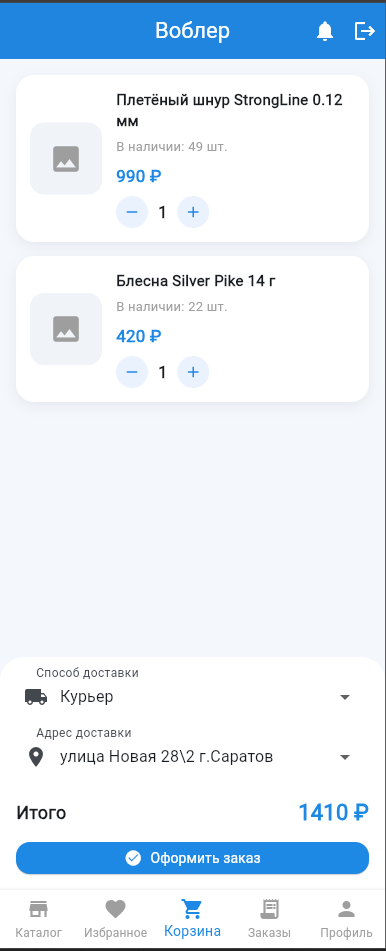 Воблер
Плетёный шнур StrongLine 0.12
мм
В наличии: 49 шт.
990 ₽
1
Блесна Silver Pike 14 г
В наличии: 22 шт.
420 ₽
1
Способ доставки
Курьер
Адрес доставки
улица Новая 28\2 г.Саратов
Итого
1410 ₽
Оформить заказ
Каталог
Избранное
Корзина
Заказы
Профиль